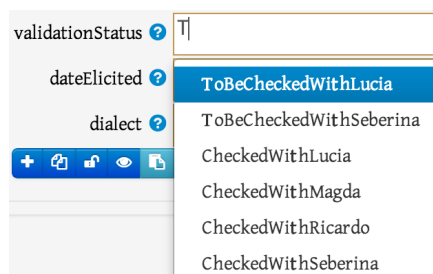 validationStatus T
dateElicited
ToBeCheckedWithLucia
dialect
ToBeCheckedWithSeberina
CheckedWithLucia
CheckedWithMagda
CheckedWithRicardo
CheckedWithSeberina